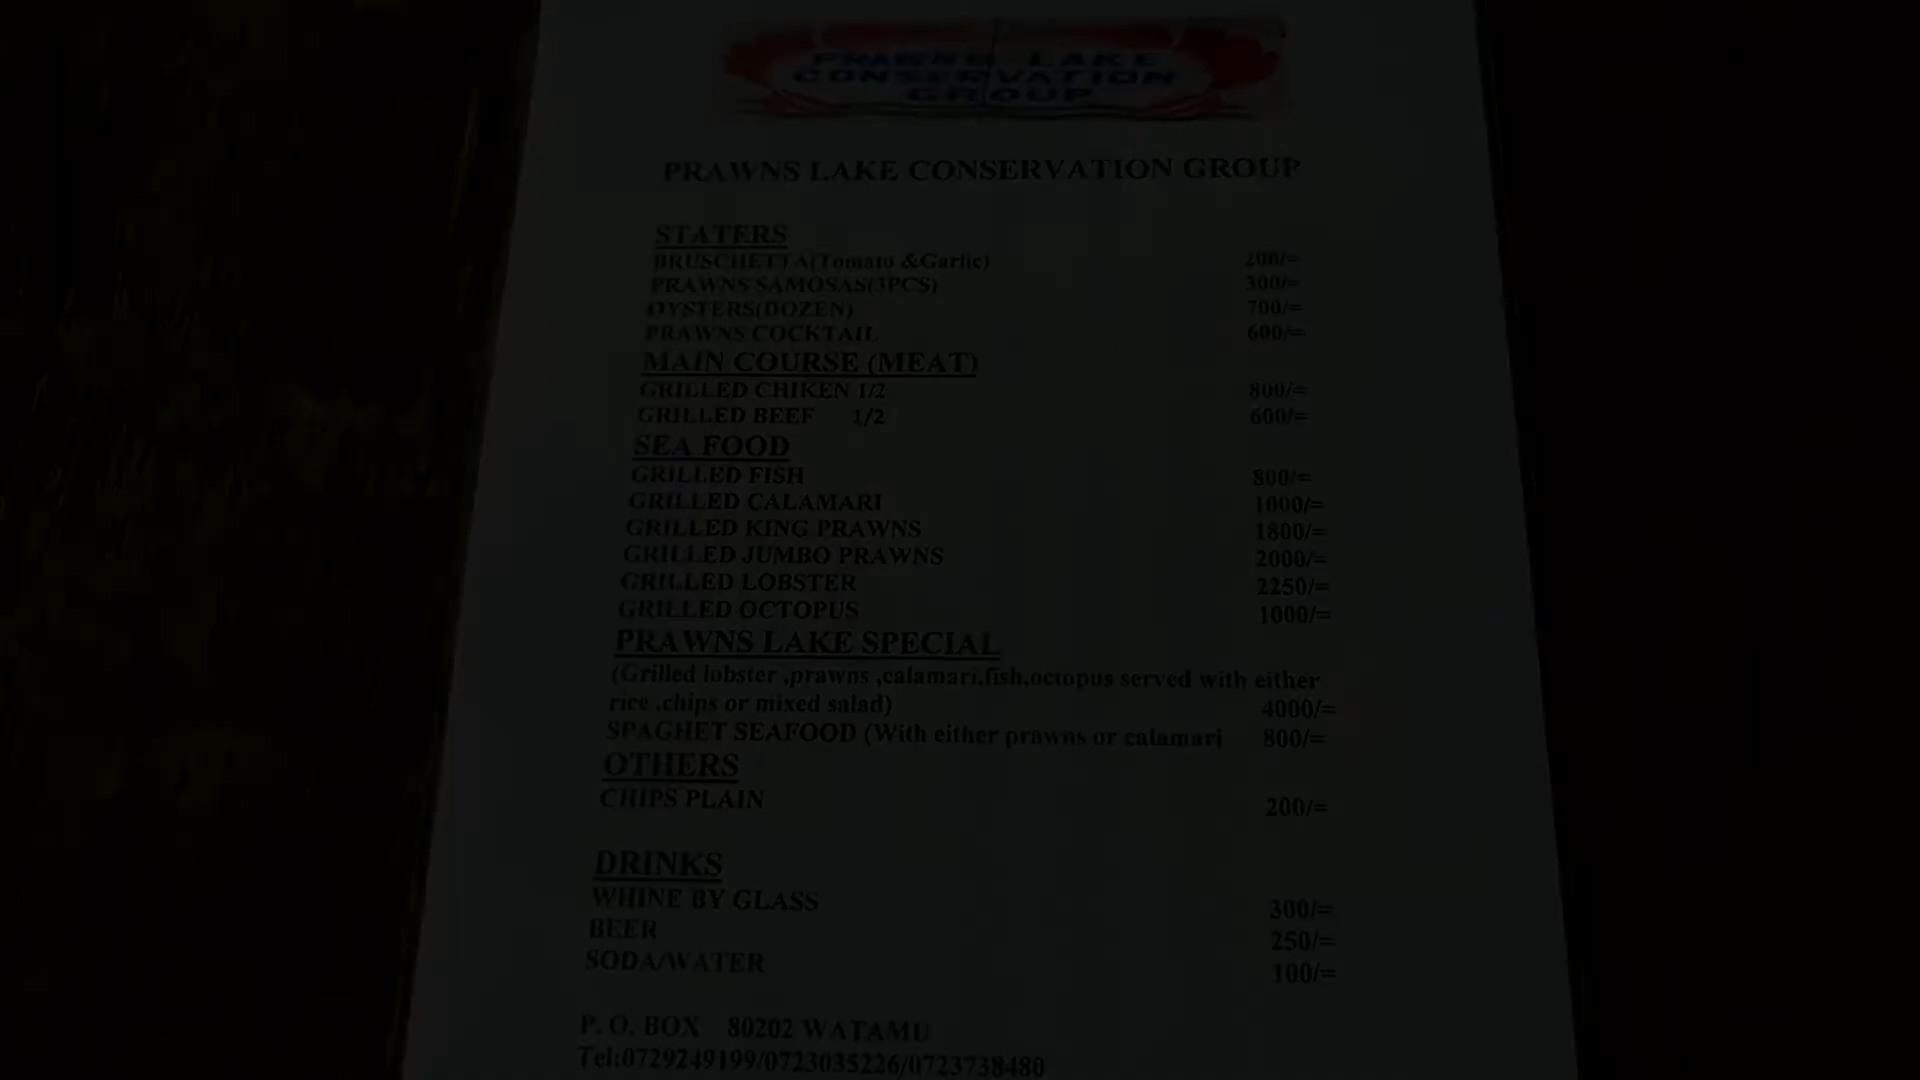 PRAWNS LAKE
CONSERVATION
GROUP
PRAWNS LAKE CONSERVATION GROUP
STATERS
BRUSCHETTA(Tomato &Garlic) 200/=
PRAWNS SAMOSAS(3PCS) 300/=
OYSTERS(DOZEN) 700/=
PRAWNS COCKTAIL 600/=
MAIN COURSE (MEAT)
GRILLED CHIKEN 1/2 800/=
GRILLED BEEF 1/2 600/=
SEA FOOD
GRILLED FISH 800/=
GRILLED CALAMARI 1000/=
GRILLED KING PRAWNS 1800/=
GRILLED JUMBO PRAWNS 2000/=
GRILLED LOBSTER 2250/=
GRILLED OCTOPUS 1000/=
PRAWNS LAKE SPECIAL
(Grilled lobster ,prawns ,calamari,fish,octopus served with either
rice ,chips or mixed salad) 4000/=
SPAGHET SEAFOOD (With either prawns or calamari 800/=
OTHERS
CHIPS PLAIN 200/=
DRINKS
WHINE BY GLASS 300/=
BEER 250/=
SODA/WATER 100/=
P. O. BOX 80202 WATAMU
Tel:0729249199/0723035226/0723738480